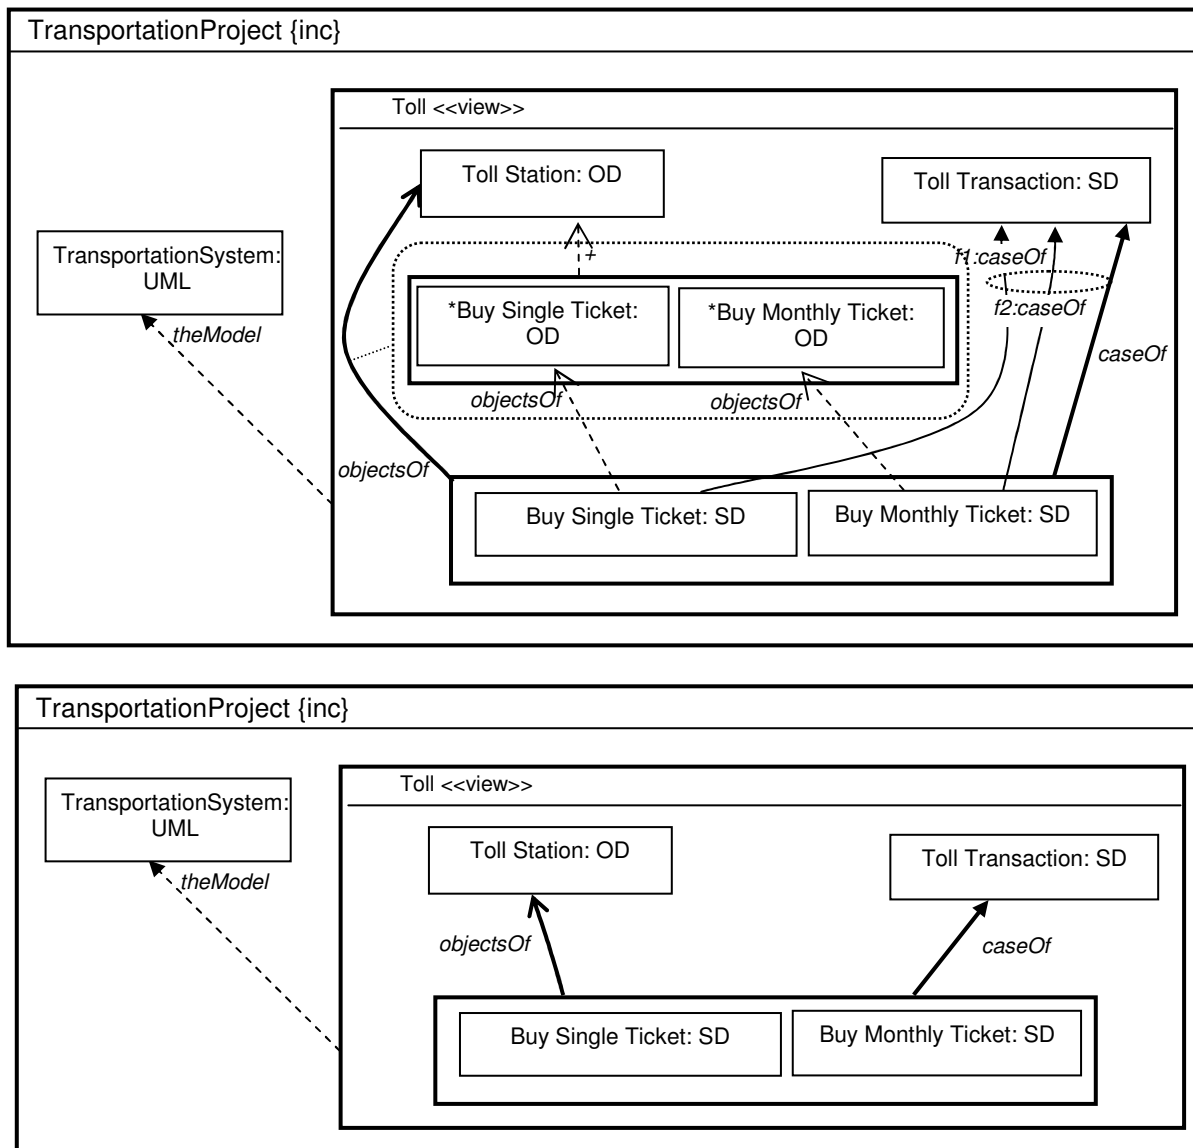 TransportationProject {inc}
Toll <<view>>
Toll Station: OD
Toll Transaction: SD
TransportationSystem:
UML
theModel
+
f1:caseOf
*Buy Single Ticket:
OD
*Buy Monthly Ticket:
OD
f2:caseOf
caseOf
objectsOf
objectsOf
objectsOf
Buy Single Ticket: SD
Buy Monthly Ticket: SD
TransportationProject {inc}
Toll <<view>>
TransportationSystem:
UML
Toll Station: OD
Toll Transaction: SD
theModel
objectsOf
caseOf
Buy Single Ticket: SD
Buy Monthly Ticket: SD